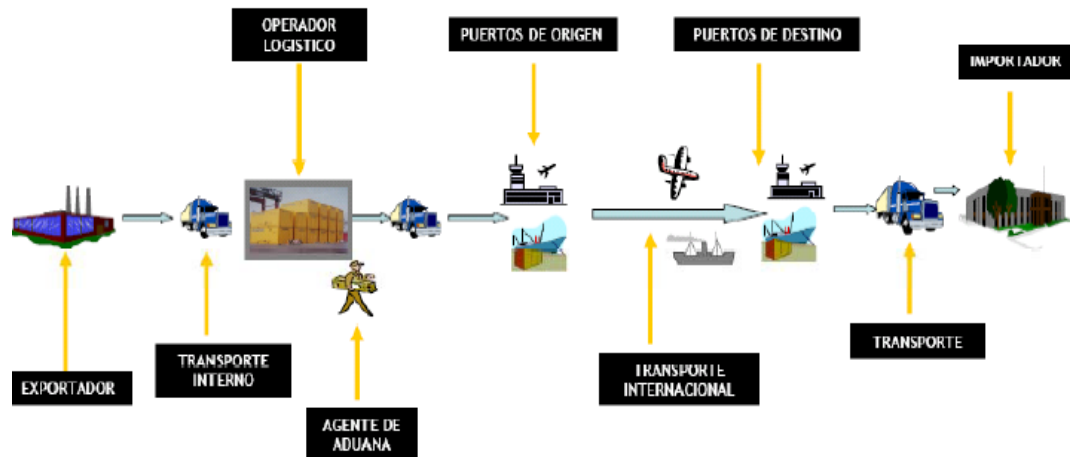 OPERADOR
LOGISTICO
PUERTOS DE ORIGEN
PUERTOS DE DESTINO
IMPORTADOR
EXPORTADOR
TRANSPORTE
INTERNO
AGENTE DE
ADUANA
TRANSPORTE
INTERNACIONAL
TRANSPORTE